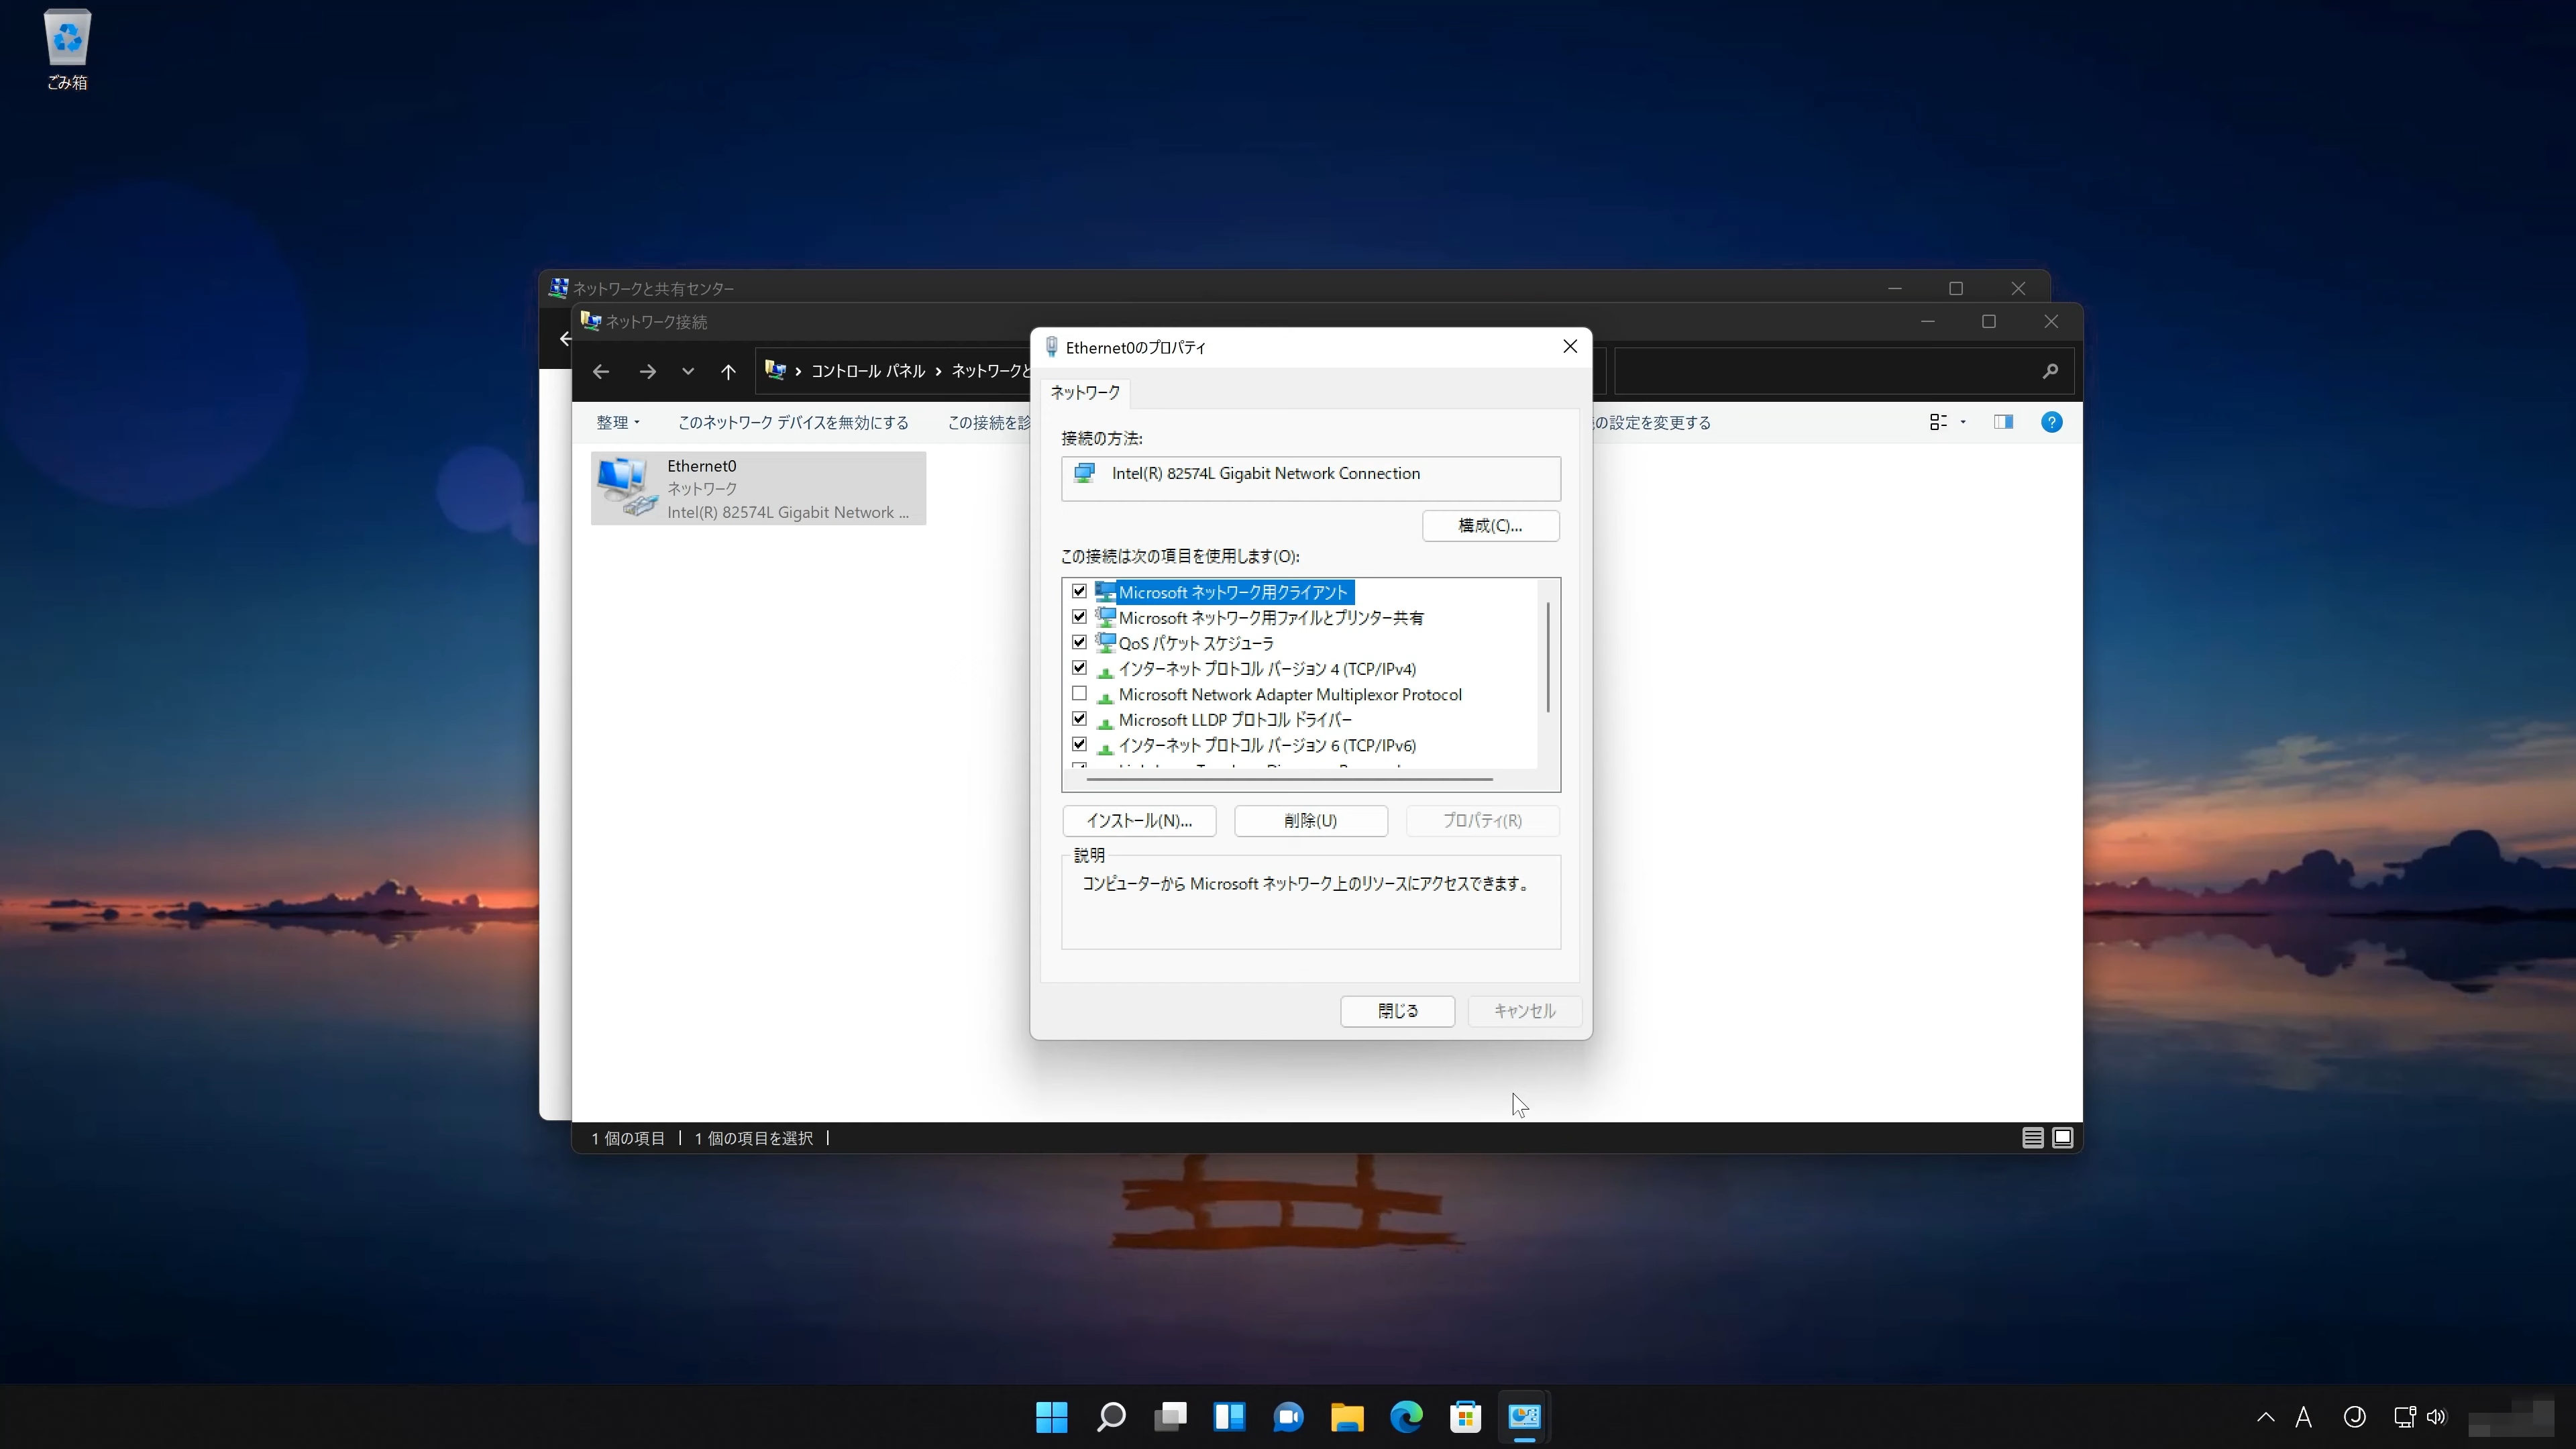 ごみ箱
ネットワークと共有センター
ネットワーク接続
コントロール パネル
ネットワークと
整理
このネットワーク デバイスを無効にする
この接続を診
の設定を変更する
Ethernet0
ネットワーク
Intel(R) 82574L Gigabit Network ...
Ethernet0のプロパティ
ネットワーク
接続の方法:
Intel(R) 82574L Gigabit Network Connection
構成(C)...
この接続は次の項目を使用します(O):
Microsoft ネットワーク用クライアント
Microsoft ネットワーク用ファイルとプリンター共有
QoS パケット スケジューラ
インターネット プロトコル バージョン 4 (TCP/IPv4)
Microsoft Network Adapter Multiplexor Protocol
Microsoft LLDP プロトコル ドライバー
インターネット プロトコル バージョン 6 (TCP/IPv6)
インストール(N)...
削除(U)
プロパティ(R)
説明
コンピューターから Microsoft ネットワーク上のリソースにアクセスできます。
閉じる
キャンセル
1 個の項目
1 個の項目を選択
A